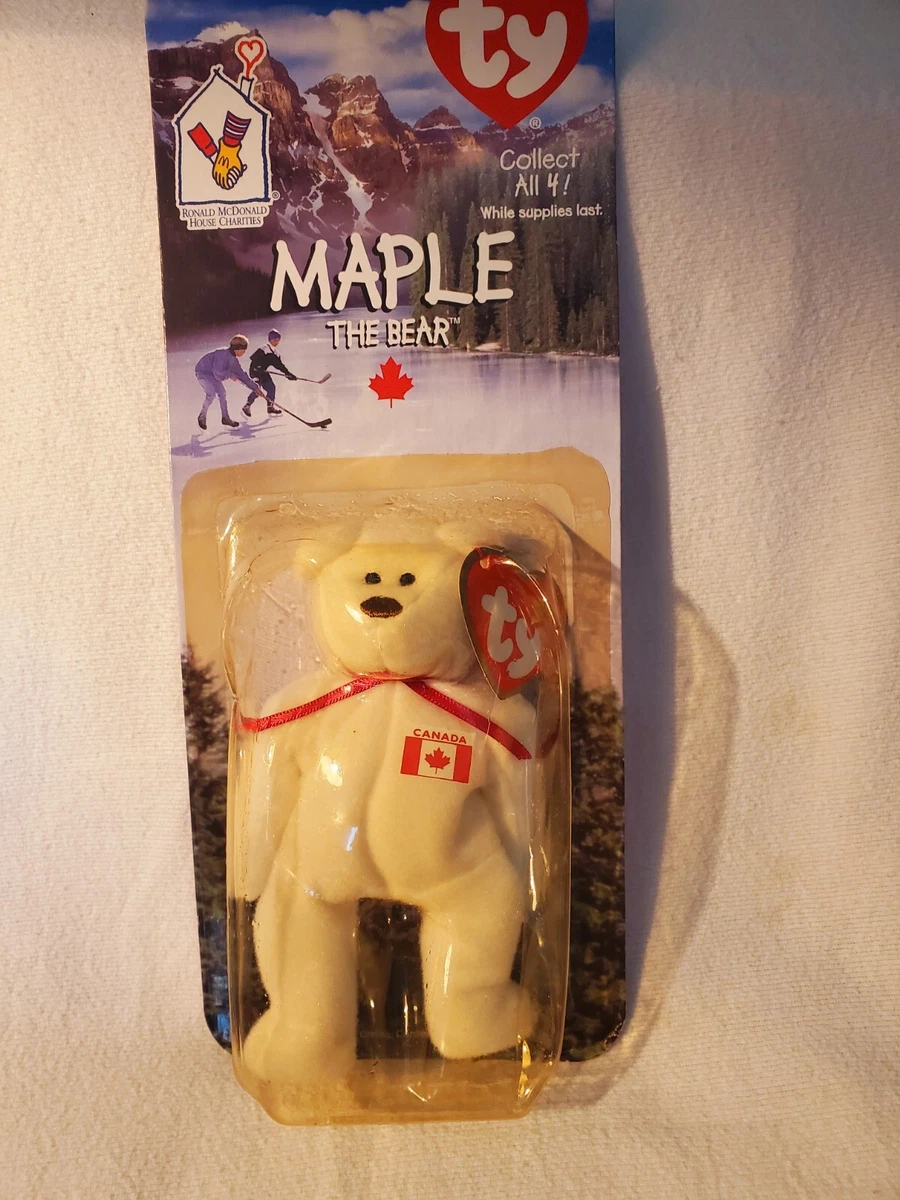 ty
®
Collect
All 4!
While supplies last.
RONALD MCDONALD
HOUSE CHARITIES
®
MAPLE
THE BEAR™
ty
CANADA